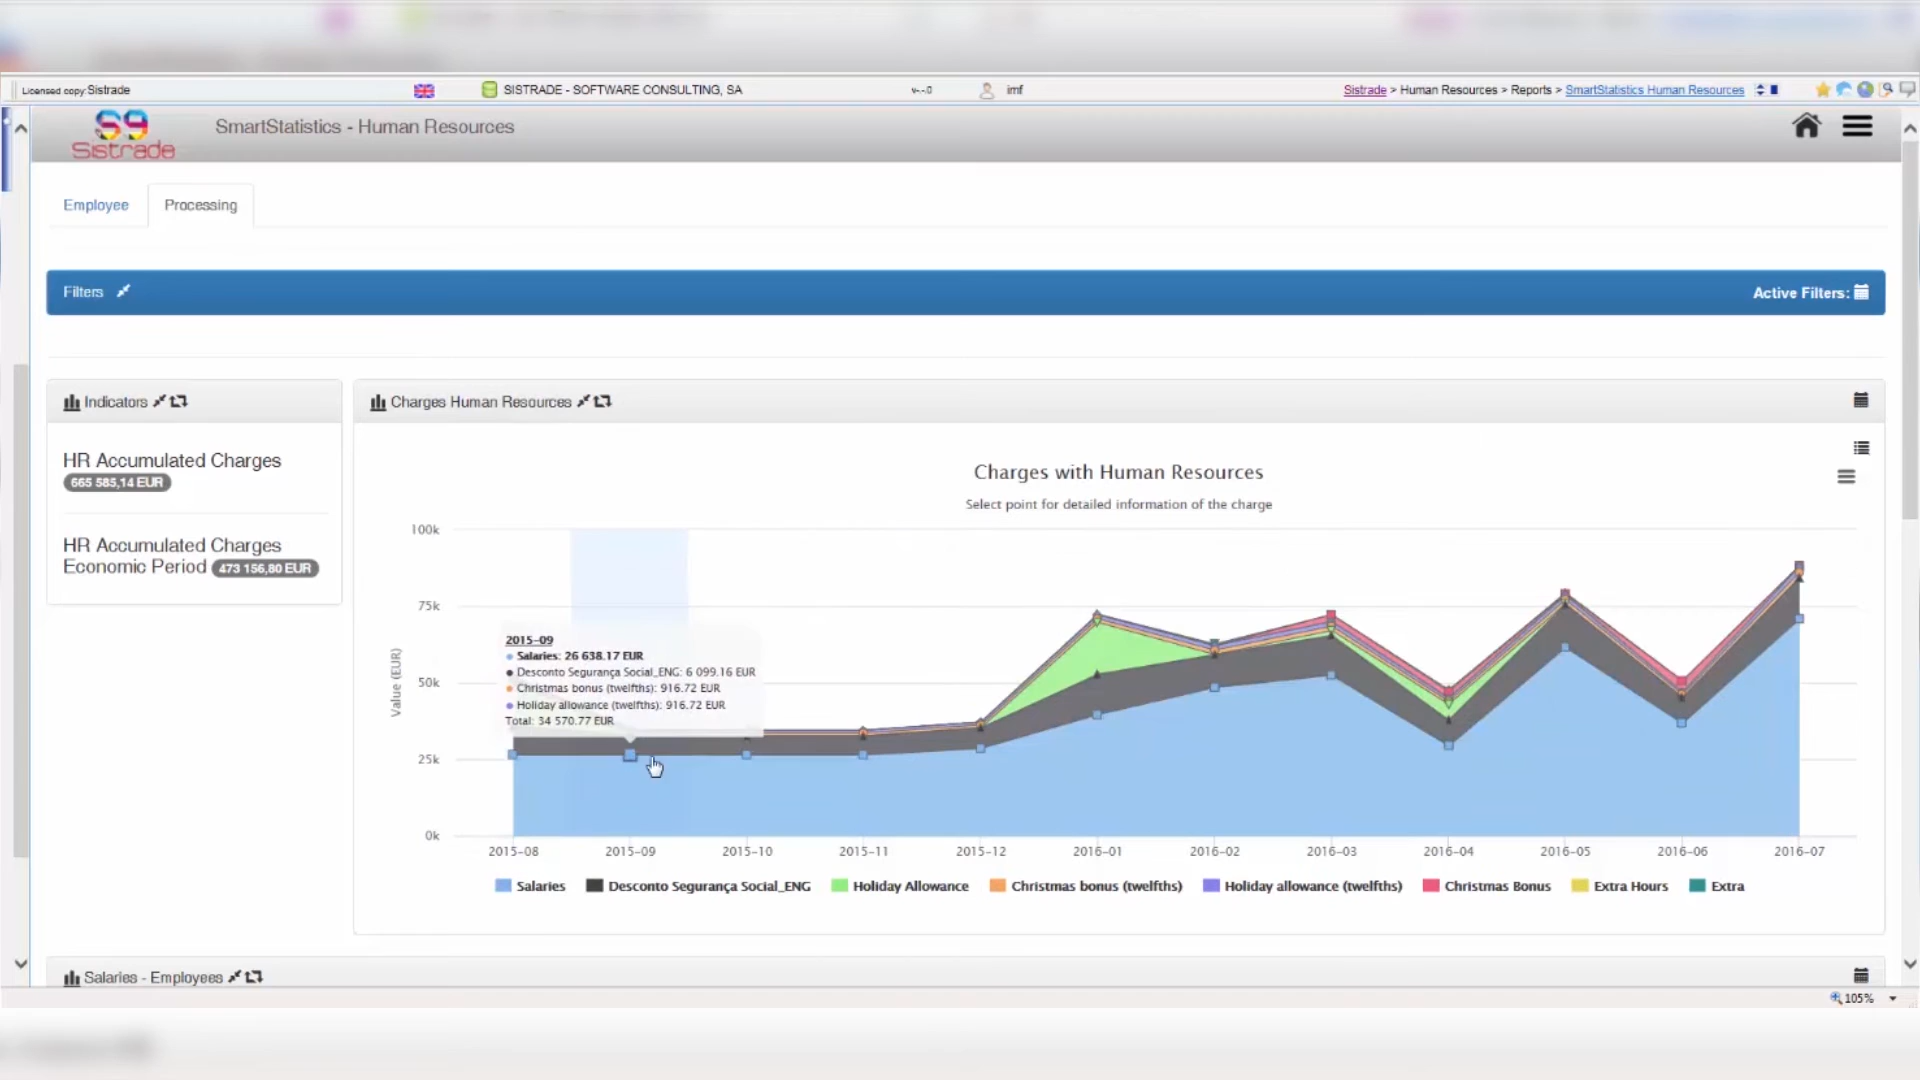 Licensed copy:Sistrade
SISTRADE - SOFTWARE CONSULTING, SA
imf
Sistrade > Human Resources > Reports > SmartStatistics Human Resources
S9
Sistrade
SmartStatistics - Human Resources
Employee
Processing
Filters
Active Filters:
Indicators
HR Accumulated Charges
665 585,14 EUR
HR Accumulated Charges
Economic Period 473 156,80 EUR
Charges Human Resources
Charges with Human Resources
Select point for detailed information of the charge
Value (EUR)
100k
75k
50k
25k
0k
2015-09
Salaries: 26 638.17 EUR
Desconto Segurança Social_ENG: 6 099.16 EUR
Christmas bonus (twelfths): 916.72 EUR
Holiday allowance (twelfths): 916.72 EUR
Total: 34 570.77 EUR
2015-08 2015-09 2015-10 2015-11 2015-12 2016-01 2016-02 2016-03 2016-04 2016-05 2016-06 2016-07
Salaries Desconto Segurança Social_ENG Holiday Allowance Christmas bonus (twelfths) Holiday allowance (twelfths) Christmas Bonus Extra Hours Extra
Salaries - Employees
105%